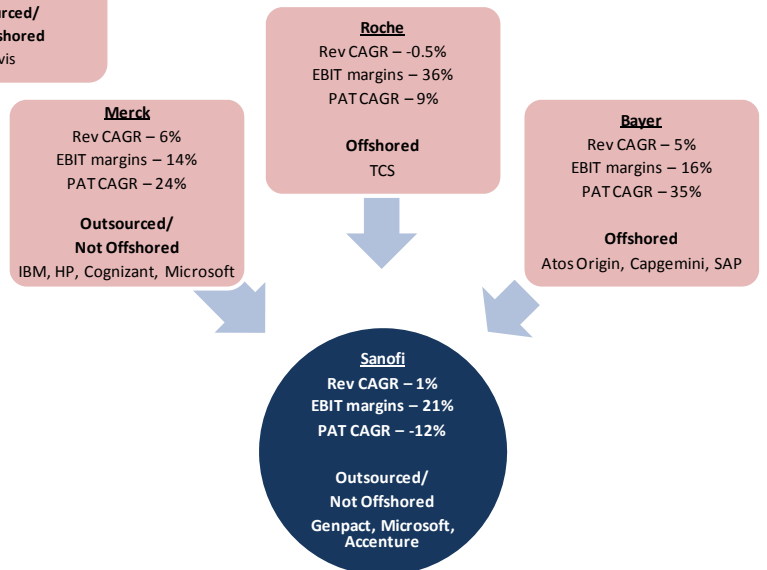 urced/
shored
vis
Roche
Rev CAGR – -0.5%
EBIT margins – 36%
PAT CAGR – 9%
Offshored
TCS
Merck
Rev CAGR – 6%
EBIT margins – 14%
PAT CAGR – 24%
Outsourced/
Not Offshored
IBM, HP, Cognizant, Microsoft
Bayer
Rev CAGR – 5%
EBIT margins – 16%
PAT CAGR – 35%
Offshored
Atos Origin, Capgemini, SAP
Sanofi
Rev CAGR – 1%
EBIT margins – 21%
PAT CAGR – -12%
Outsourced/
Not Offshored
Genpact, Microsoft,
Accenture